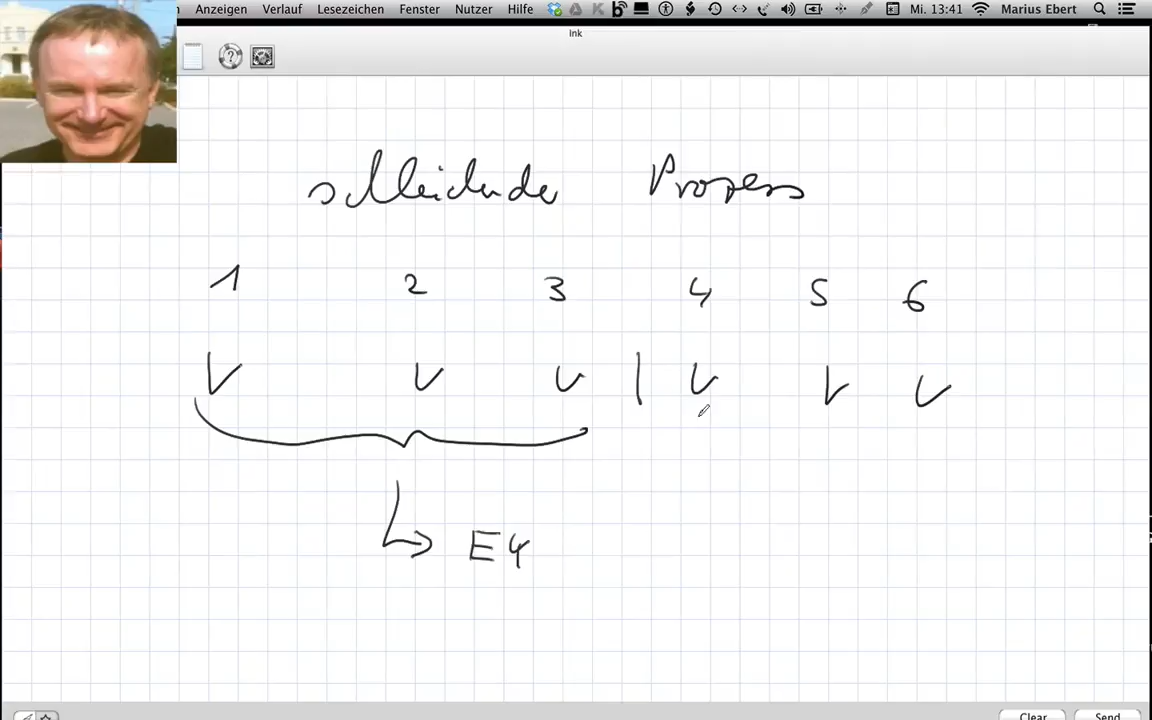 Anzeigen Verlauf Lesezeichen Fenster Nutzer Hilfe Mi. 13:41 Marius Ebert
Ink
schleichender Prozess
1 2 3 4 5 6
V V V | V V V
E4
Clear Send